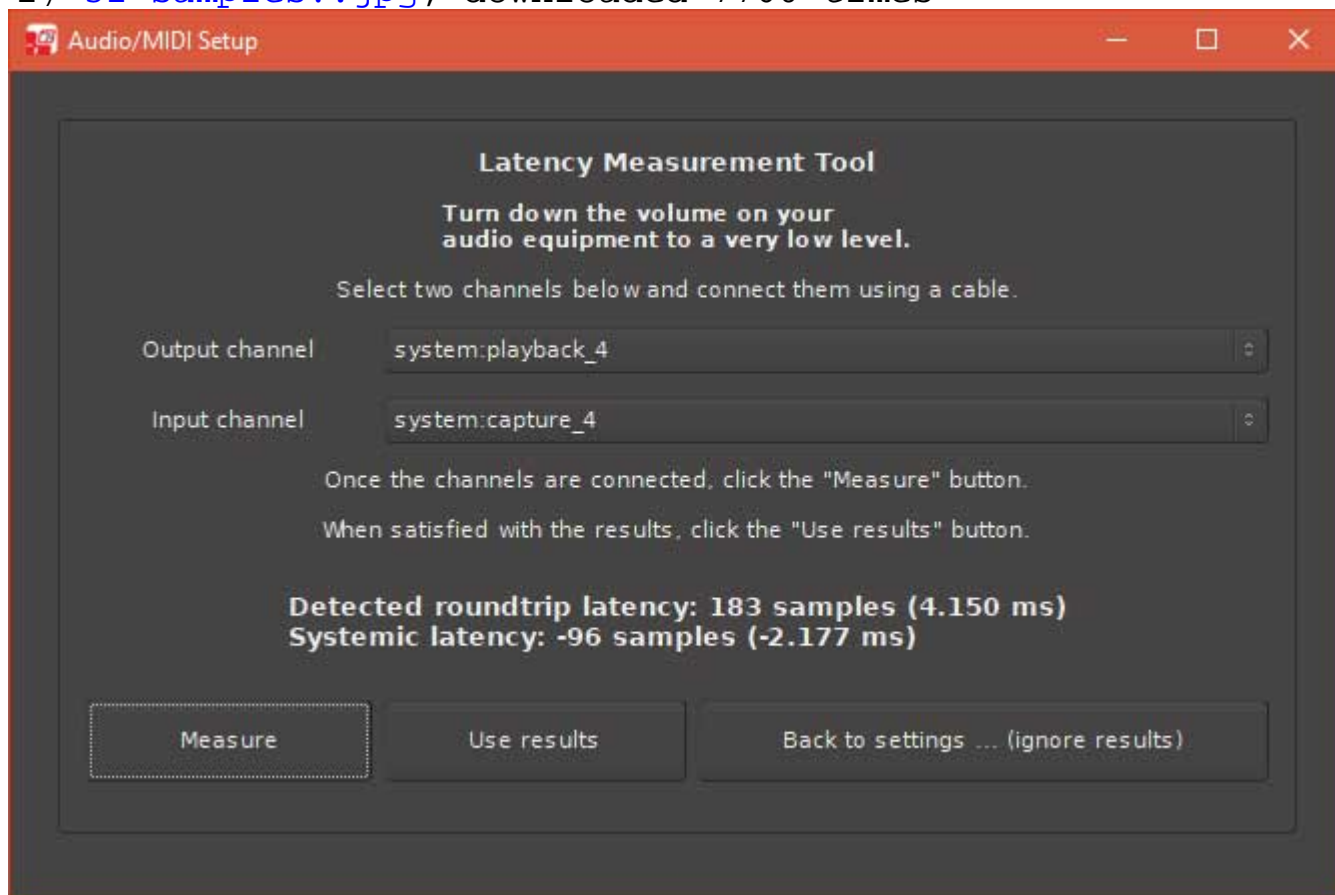 Audio/MIDI Setup
Latency Measurement Tool
Turn down the volume on your
audio equipment to a very low level.
Select two channels below and connect them using a cable.
Output channel system:playback_4
Input channel system:capture_4
Once the channels are connected, click the "Measure" button.
When satisfied with the results, click the "Use results" button.
Detected roundtrip latency: 183 samples (4.150 ms)
Systemic latency: -96 samples (-2.177 ms)
Measure Use results Back to settings ... (ignore results)